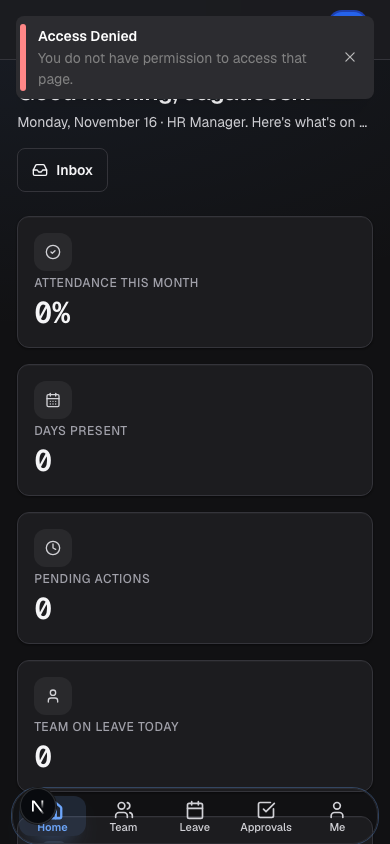 Access Denied
You do not have permission to access that
page.
Monday, November 16 · HR Manager. Here's what's on …
Inbox
ATTENDANCE THIS MONTH
0%
DAYS PRESENT
0
PENDING ACTIONS
0
TEAM ON LEAVE TODAY
0
N
Home
Team
Leave
Approvals
Me